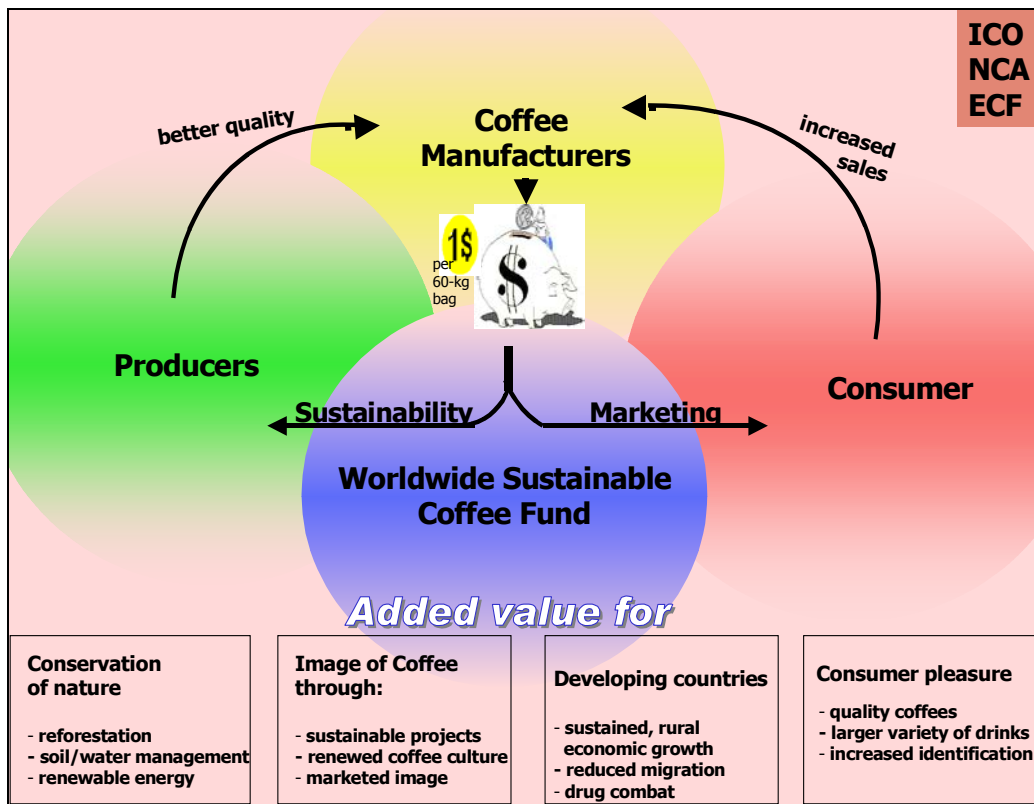 ICO
NCA
ECF
better quality
Coffee
Manufacturers
increased
sales
1$
per
60-kg
bag
$
Producers
Consumer
Sustainability
Marketing
Worldwide Sustainable
Coffee Fund
Added value for
Conservation
of nature
- reforestation
- soil/water management
- renewable energy
Image of Coffee
through:
- sustainable projects
- renewed coffee culture
- marketed image
Developing countries
- sustained, rural
economic growth
- reduced migration
- drug combat
Consumer pleasure
- quality coffees
- larger variety of drinks
- increased identification